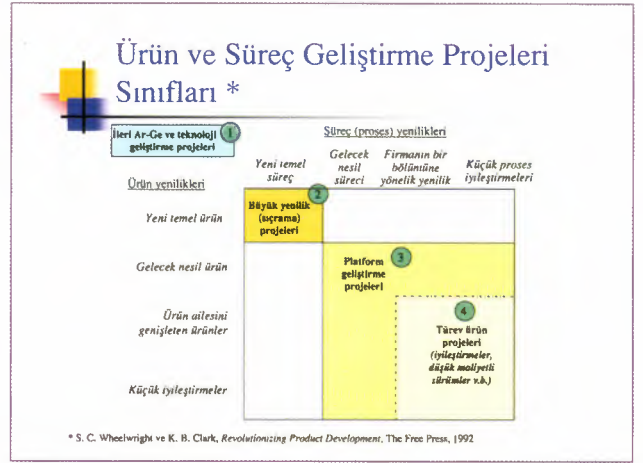 Ürün ve Süreç Geliştirme Projeleri
Sınıfları *
İleri Ar-Ge ve teknoloji
geliştirme projeleri
1
Süreç (proses) yenilikleri
Yeni temel
süreç
Gelecek
nesil
süreci
Firmanın bir
bölümüne
yönelik yenilik
Küçük proses
iyileştirmeleri
Ürün yenilikleri
Yeni temel ürün
Gelecek nesil ürün
Ürün ailesini
genişleten ürünler
Küçük iyileştirmeler
2
Büyük yenilik
(sıçrama)
projeleri
3
Platform
geliştirme
projeleri
4
Türev ürün
projeleri
(iyileştirmeler,
düşük maliyetli
sürümler v.b.)
* S. C. Wheelwright ve K. B. Clark, Revolutionizing Product Development, The Free Press, 1992